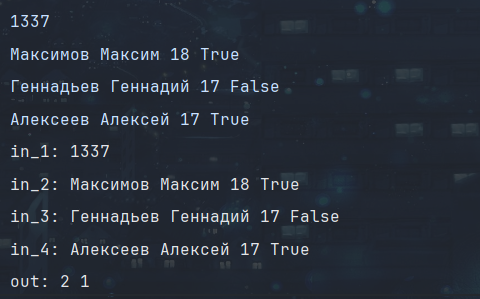 1337
Максимов Максим 18 True
Геннадьев Геннадий 17 False
Алексеев Алексей 17 True
in_1: 1337
in_2: Максимов Максим 18 True
in_3: Геннадьев Геннадий 17 False
in_4: Алексеев Алексей 17 True
out: 2 1